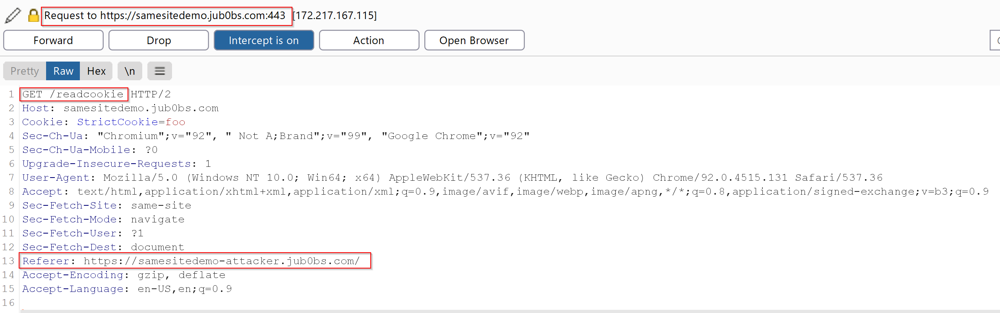 Request to https://samesitedemo.jub0bs.com:443 [172.217.167.115]
Forward Drop Intercept is on Action Open Browser
Pretty Raw Hex \n
1 GET /readcookie HTTP/2
2 Host: samesitedemo.jub0bs.com
3 Cookie: StrictCookie=foo
4 Sec-Ch-Ua: "Chromium";v="92", " Not A;Brand";v="99", "Google Chrome";v="92"
5 Sec-Ch-Ua-Mobile: ?0
6 Upgrade-Insecure-Requests: 1
7 User-Agent: Mozilla/5.0 (Windows NT 10.0; Win64; x64) AppleWebKit/537.36 (KHTML, like Gecko) Chrome/92.0.4515.131 Safari/537.36
8 Accept: text/html,application/xhtml+xml,application/xml;q=0.9,image/avif,image/webp,image/apng,*/*;q=0.8,application/signed-exchange;v=b3;q=0.9
9 Sec-Fetch-Site: same-site
10 Sec-Fetch-Mode: navigate
11 Sec-Fetch-User: ?1
12 Sec-Fetch-Dest: document
13 Referer: https://samesitedemo-attacker.jub0bs.com/
14 Accept-Encoding: gzip, deflate
15 Accept-Language: en-US,en;q=0.9
16